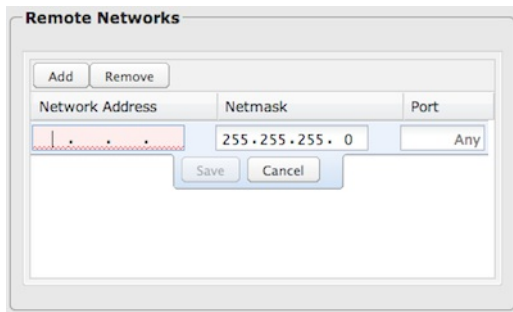 Remote Networks
Add Remove
Network Address Netmask Port
. . . 255.255.255. 0 Any
Save Cancel